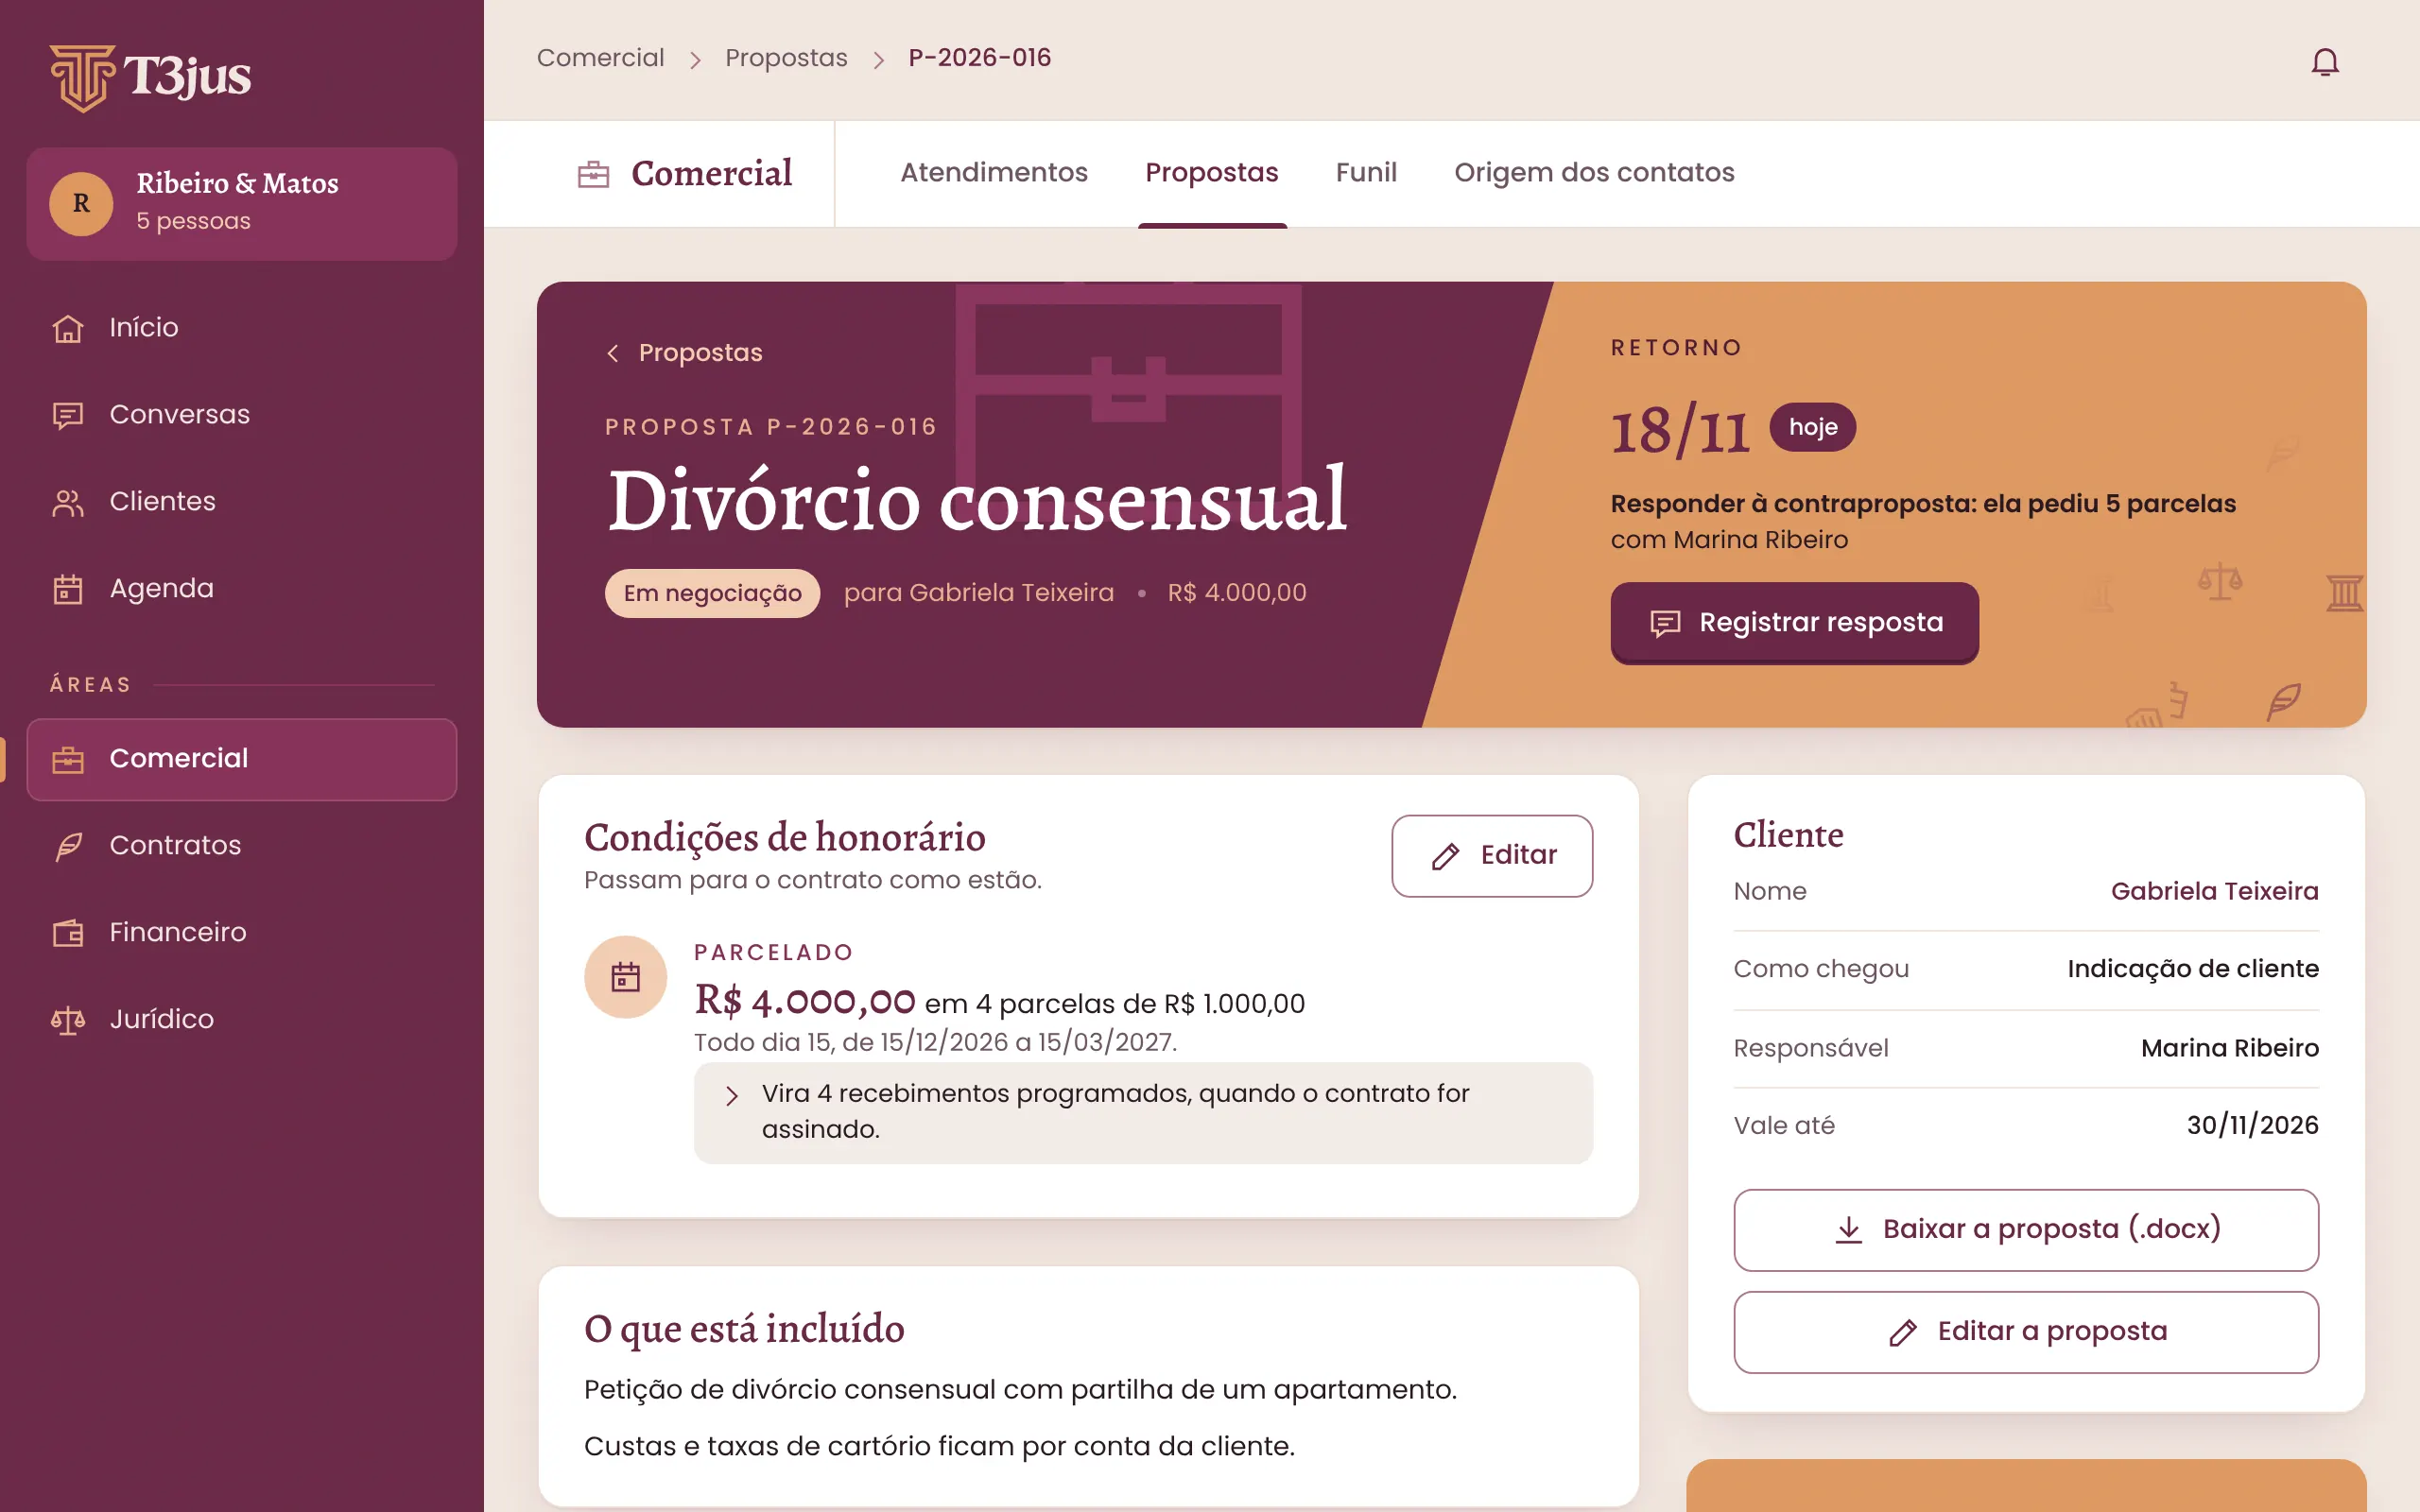 T3jus
R
Ribeiro & Matos
5 pessoas
Início
Conversas
Clientes
Agenda
ÁREAS
Comercial
Contratos
Financeiro
Jurídico
Comercial > Propostas > P-2026-016
Comercial
Atendimentos
Propostas
Funil
Origem dos contatos
Propostas
PROPOSTA P-2026-016
Divórcio consensual
Em negociação para Gabriela Teixeira • R$ 4.000,00
RETORNO
18/11 hoje
Responder à contraproposta: ela pediu 5 parcelas
com Marina Ribeiro
Registrar resposta
Condições de honorário
Passam para o contrato como estão.
Editar
PARCELADO
R$ 4.000,00 em 4 parcelas de R$ 1.000,00
Todo dia 15, de 15/12/2026 a 15/03/2027.
Vira 4 recebimentos programados, quando o contrato for
assinado.
O que está incluído
Petição de divórcio consensual com partilha de um apartamento.
Custas e taxas de cartório ficam por conta da cliente.
Cliente
Nome Gabriela Teixeira
Como chegou Indicação de cliente
Responsável Marina Ribeiro
Vale até 30/11/2026
Baixar a proposta (.docx)
Editar a proposta